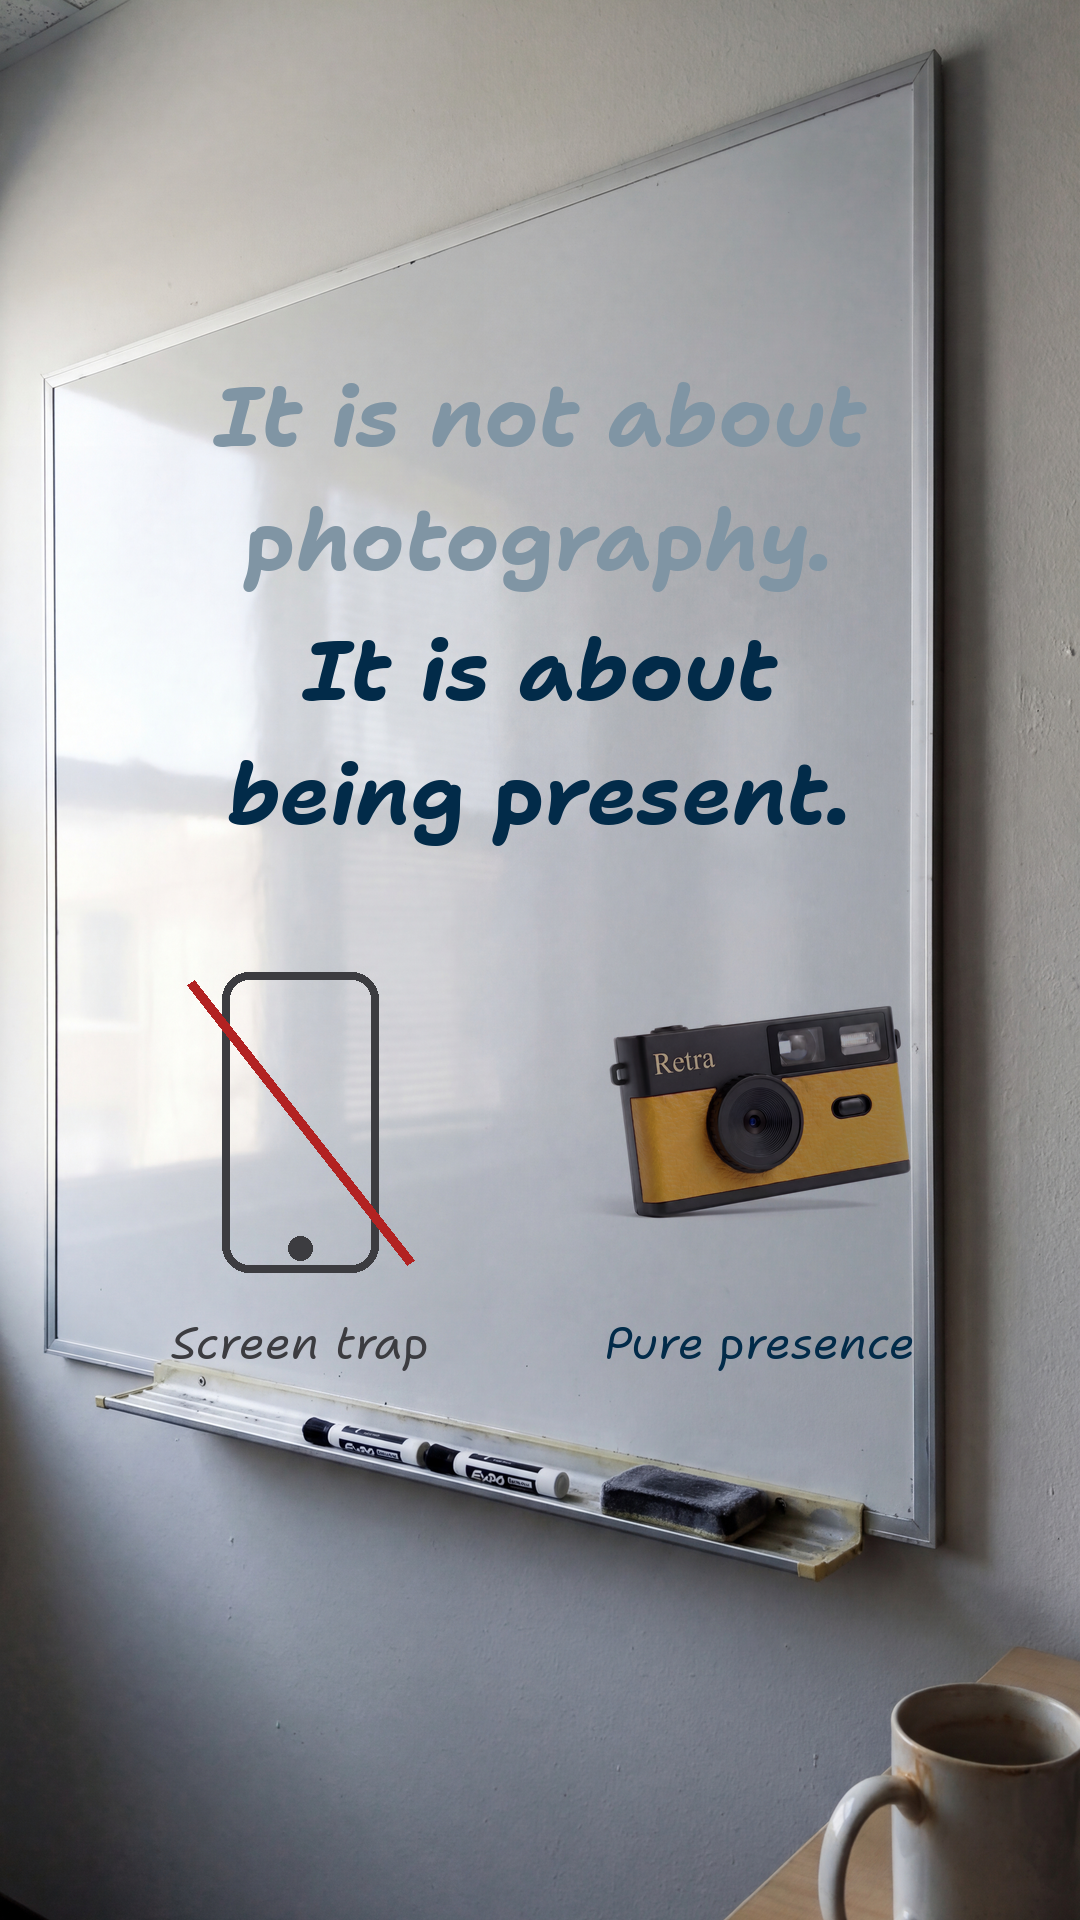 It is not about
photography.
It is about
being present.
Retra
Screen trap
Pure presence
EXPO
EXPO